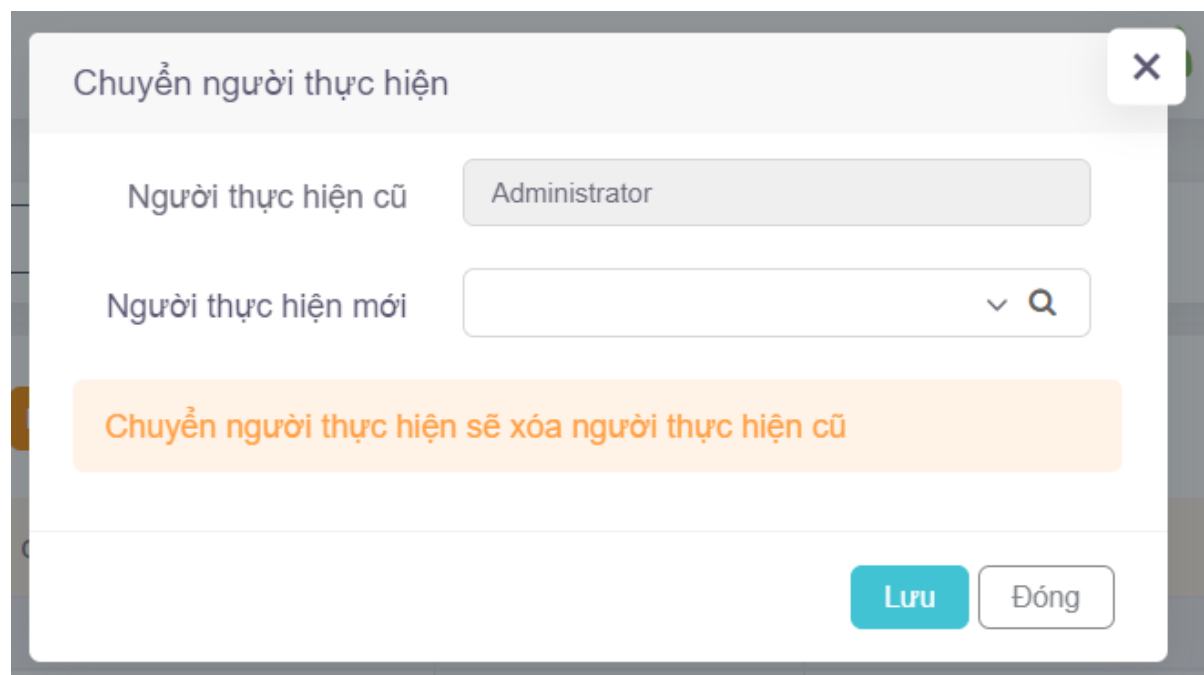 Chuyển người thực hiện
Người thực hiện cũ
Administrator
Người thực hiện mới
Chuyển người thực hiện sẽ xóa người thực hiện cũ
Lưu
Đóng